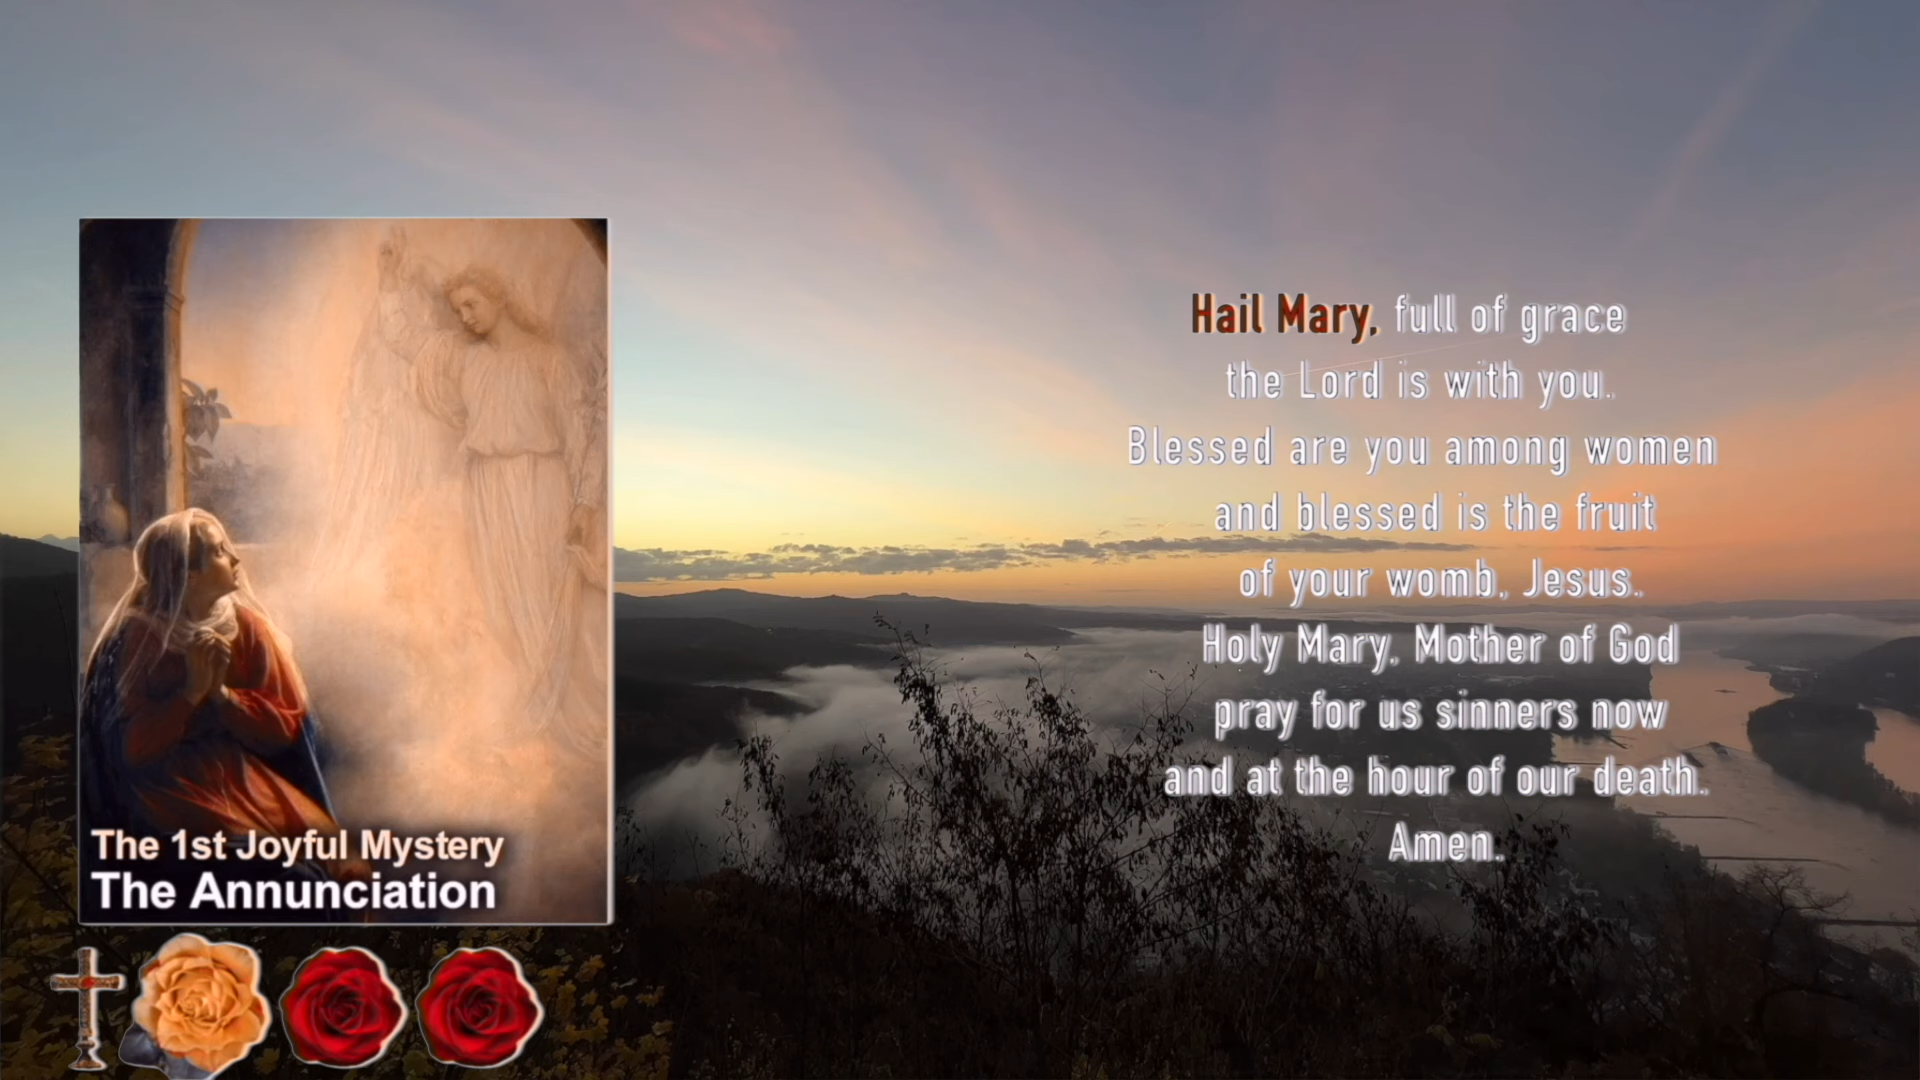 Hail Mary, full of grace
the Lord is with you.
Blessed are you among women
and blessed is the fruit
of your womb, Jesus.
Holy Mary, Mother of God
pray for us sinners now
and at the hour of our death.
Amen.
The 1st Joyful Mystery
The Annunciation